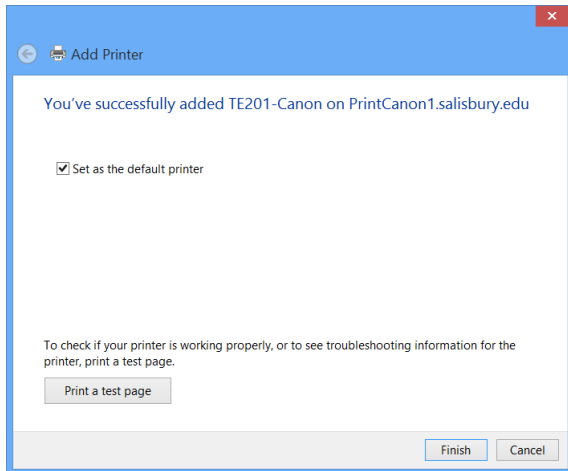 Add Printer
You've successfully added TE201-Canon on PrintCanon1.salisbury.edu
Set as the default printer
To check if your printer is working properly, or to see troubleshooting information for the
printer, print a test page.
Print a test page
Finish
Cancel